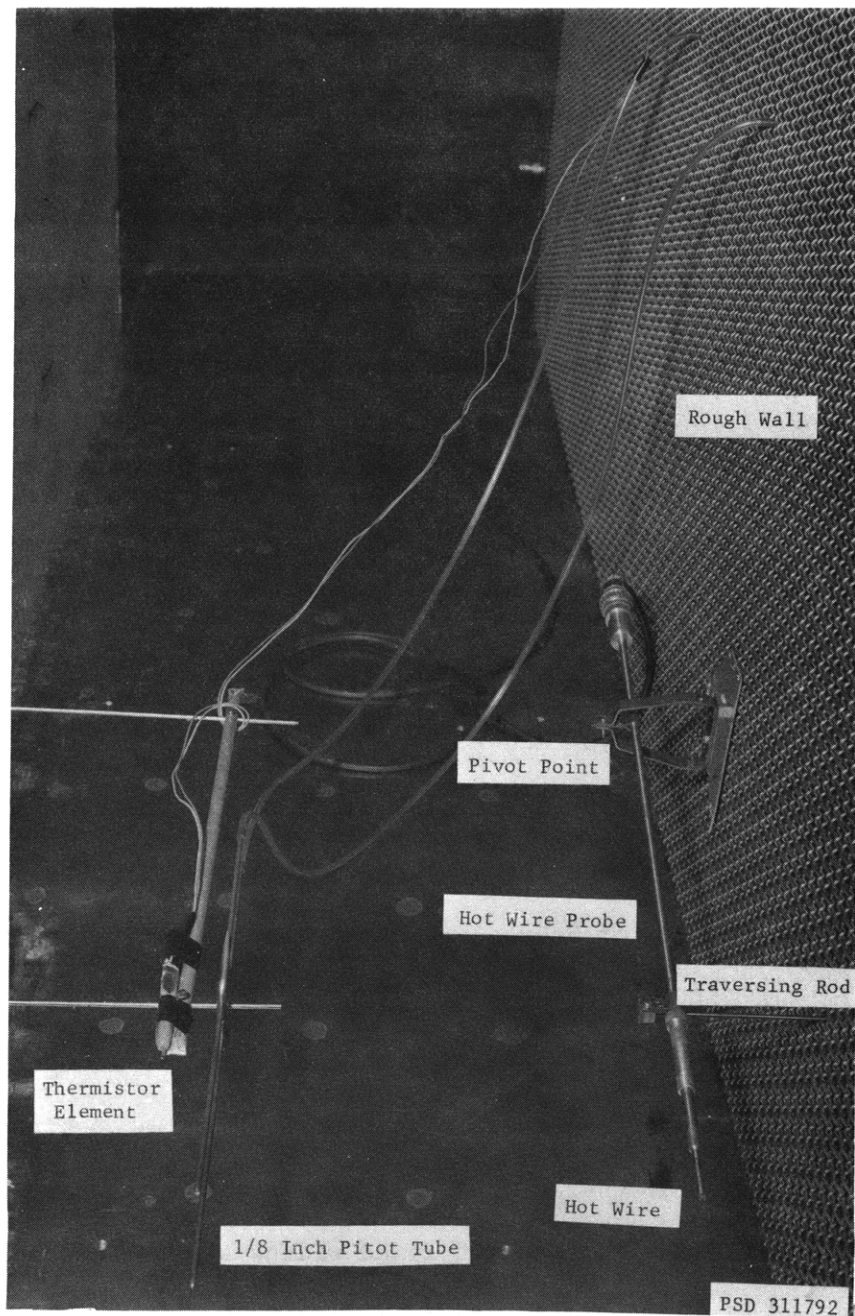 Rough Wall
Pivot Point
Hot Wire Probe
Traversing Rod
Thermistor
Element
Hot Wire
1/8 Inch Pitot Tube
PSD 311792